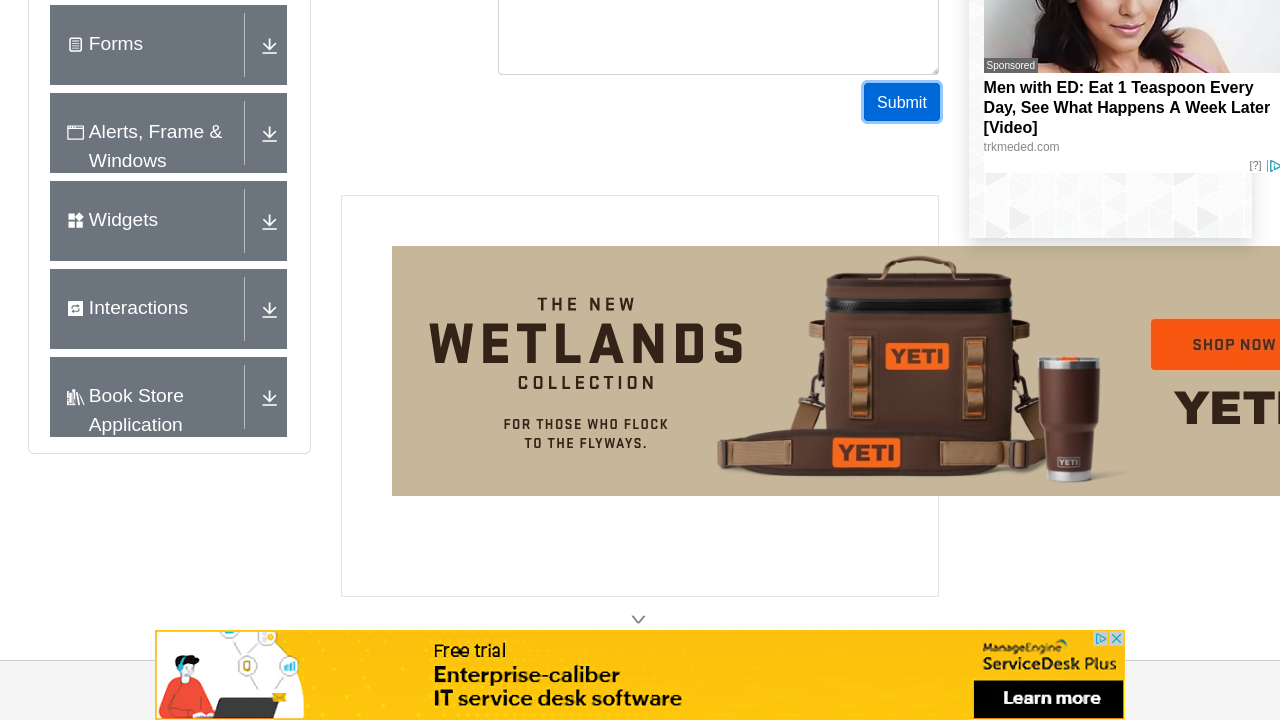 Forms
Alerts, Frame &
Windows
Widgets
Interactions
Book Store
Application
Submit
Sponsored
Men with ED: Eat 1 Teaspoon Every
Day, See What Happens A Week Later
[Video]
trkmeded.com
[?]
THE NEW
WETLANDS
COLLECTION
FOR THOSE WHO FLOCK
TO THE FLYWAYS.
YETI
YETI
YETI
SHOP NOW
YETI
Free trial
Enterprise-caliber
IT service desk software
ManageEngine
ServiceDesk Plus
Learn more